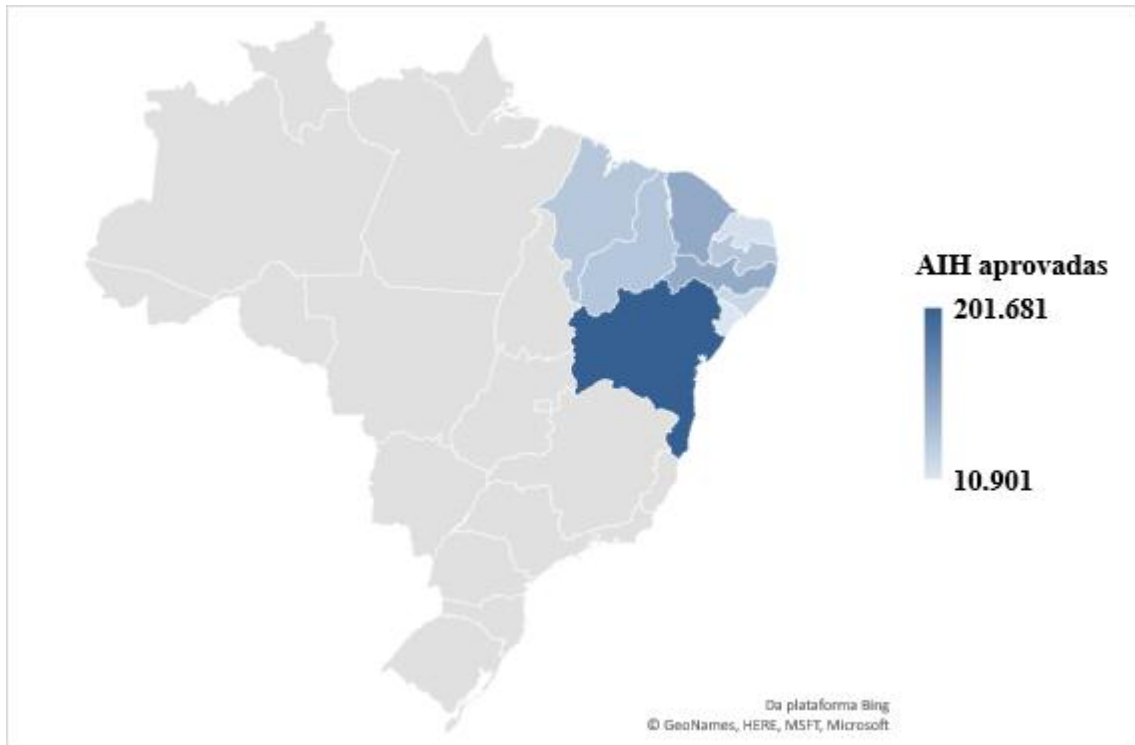 AIH aprovadas
201.681
10.901
Da plataforma Bing
© GeoNames, HERE, MSFT, Microsoft